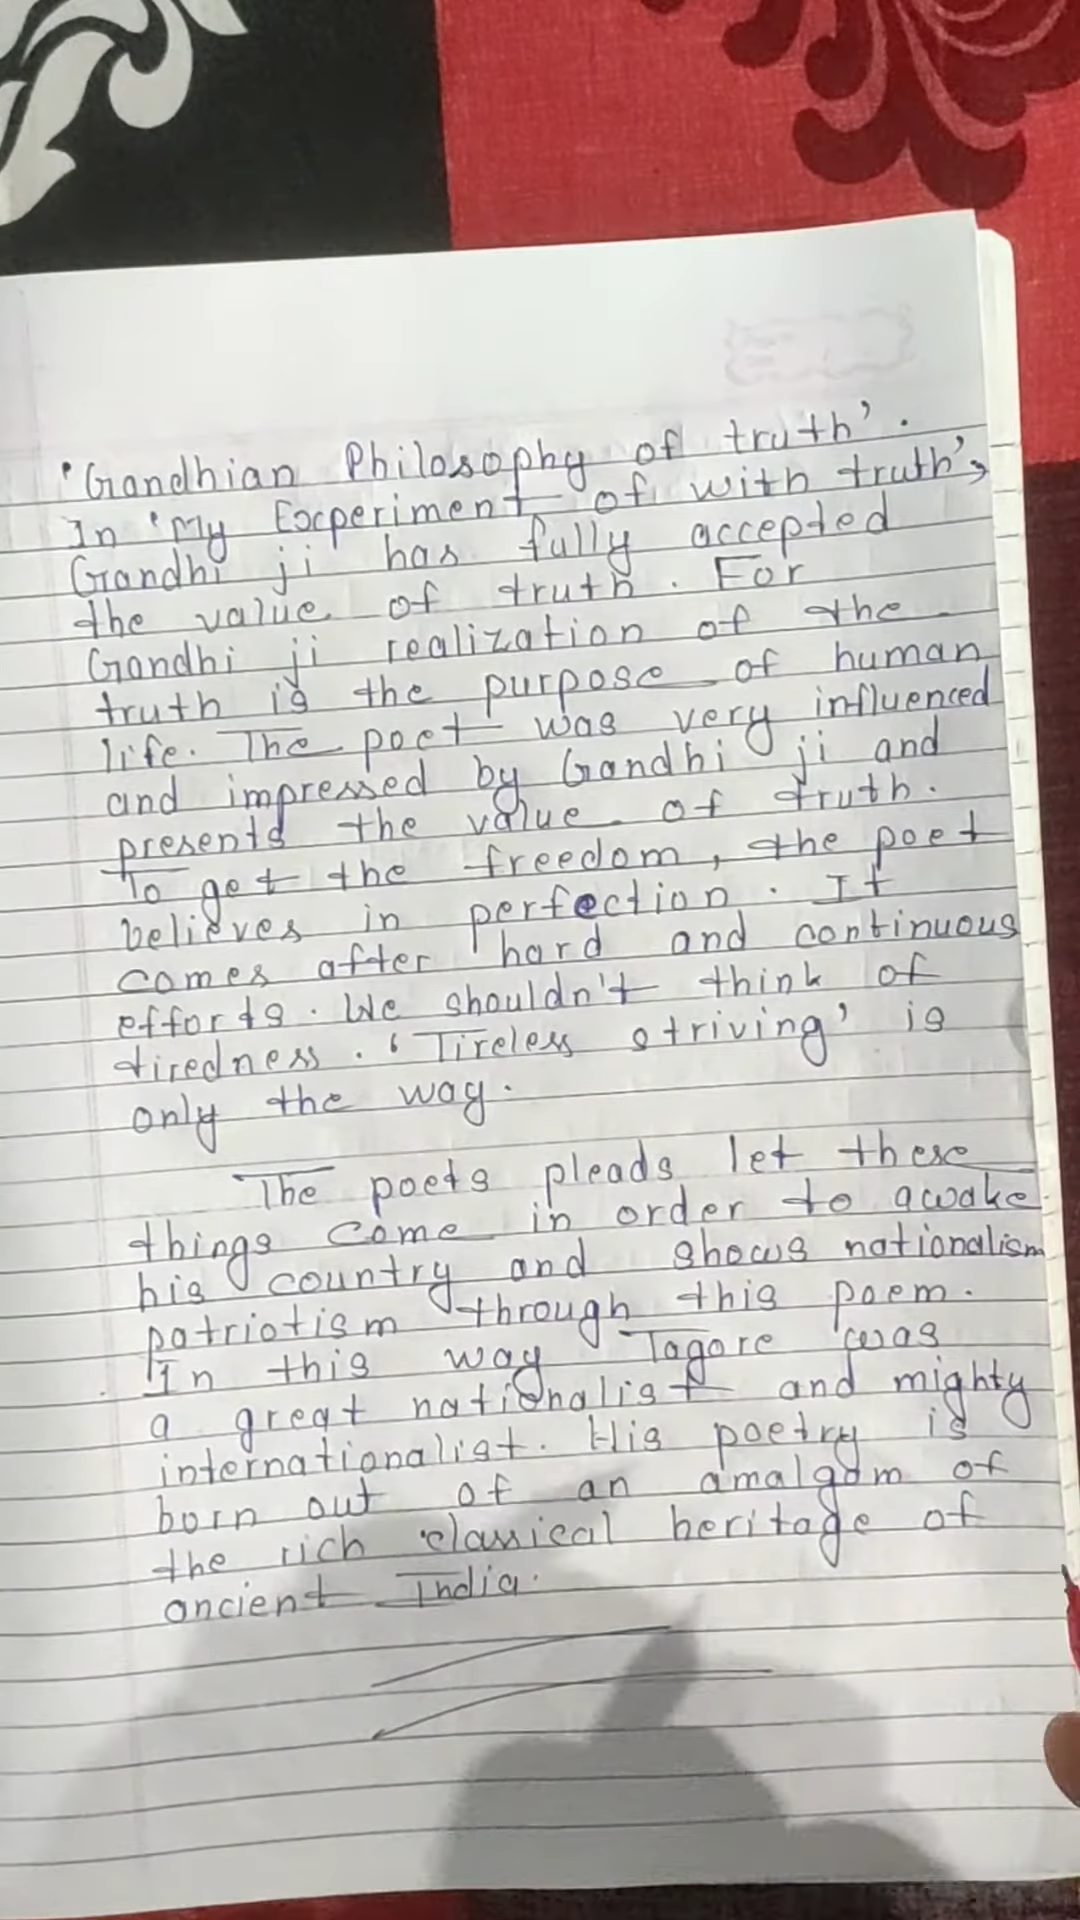 'Gandhian Philosophy of truth'.
In 'My Experiment of with truth',
Gandhi ji has fully accepted
the value of truth. For
Gandhi ji realization of the
truth is the purpose of human
life. The poet was very influenced
and impressed by Gandhi ji and
presents the value of truth.
To get the freedom, the poet
believes in perfection. It
comes after hard and continuous
efforts. We shouldn't think of
tiredness. 'Tireless striving' is
only the way.
The poets pleads let these
things come in order to awake
his country and shows nationalism
patriotism through this poem.
In this way Tagore was
a great nationalist and mighty
internationalist. His poetry is
born out of an amalgam of
the rich classical heritage of
ancient India.